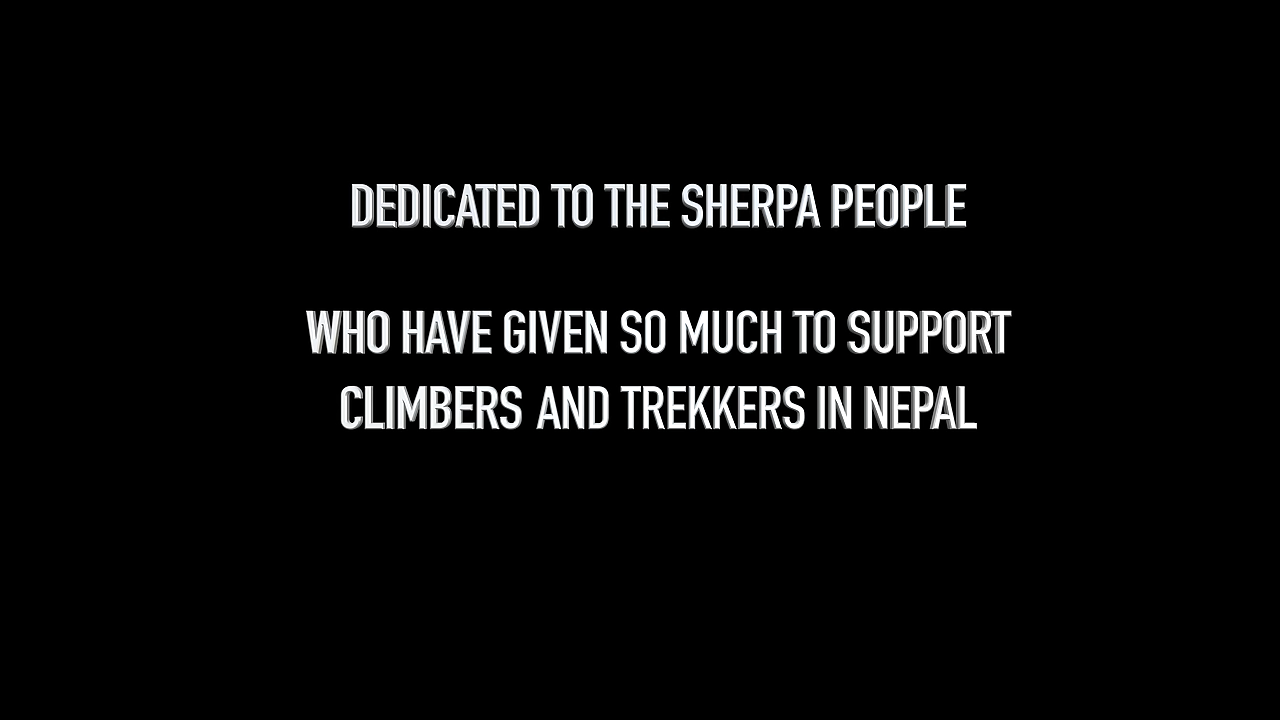 DEDICATED TO THE SHERPA PEOPLE
WHO HAVE GIVEN SO MUCH TO SUPPORT
CLIMBERS AND TREKKERS IN NEPAL